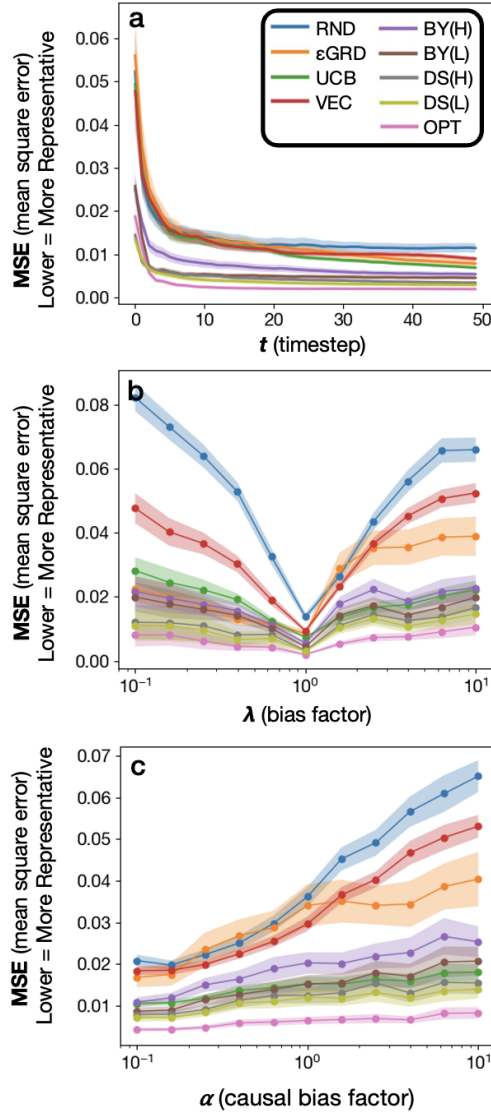 a
RND
εGRD
UCB
VEC
BY(H)
BY(L)
DS(H)
DS(L)
OPT
MSE (mean square error)
Lower = More Representative
0.06
0.05
0.04
0.03
0.02
0.01
0.00
0 10 20 30 40 50
t (timestep)
b
MSE (mean square error)
Lower = More Representative
0.08
0.06
0.04
0.02
0.00
10⁻¹ 10⁰ 10¹
λ (bias factor)
c
MSE (mean square error)
Lower = More Representative
0.07
0.06
0.05
0.04
0.03
0.02
0.01
10⁻¹ 10⁰ 10¹
α (causal bias factor)